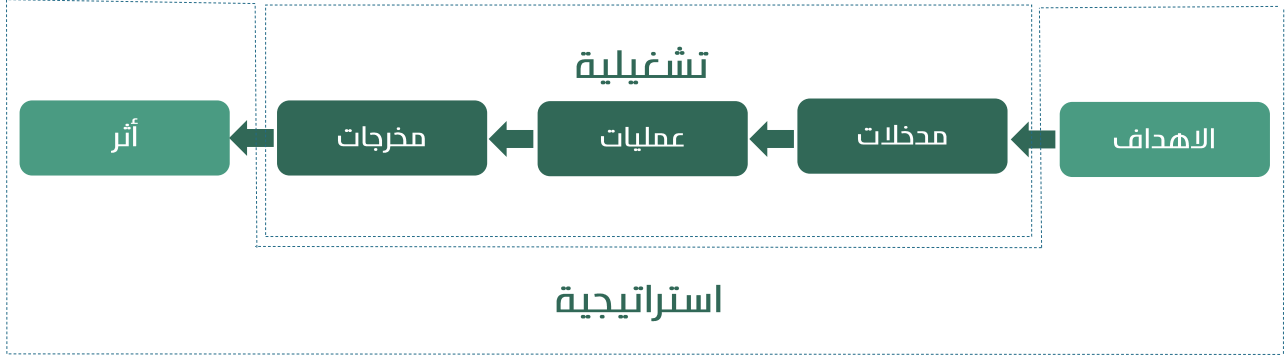 تشغيلية
الاهداف
مدخلات
عمليات
مخرجات
أثر
استراتيجية